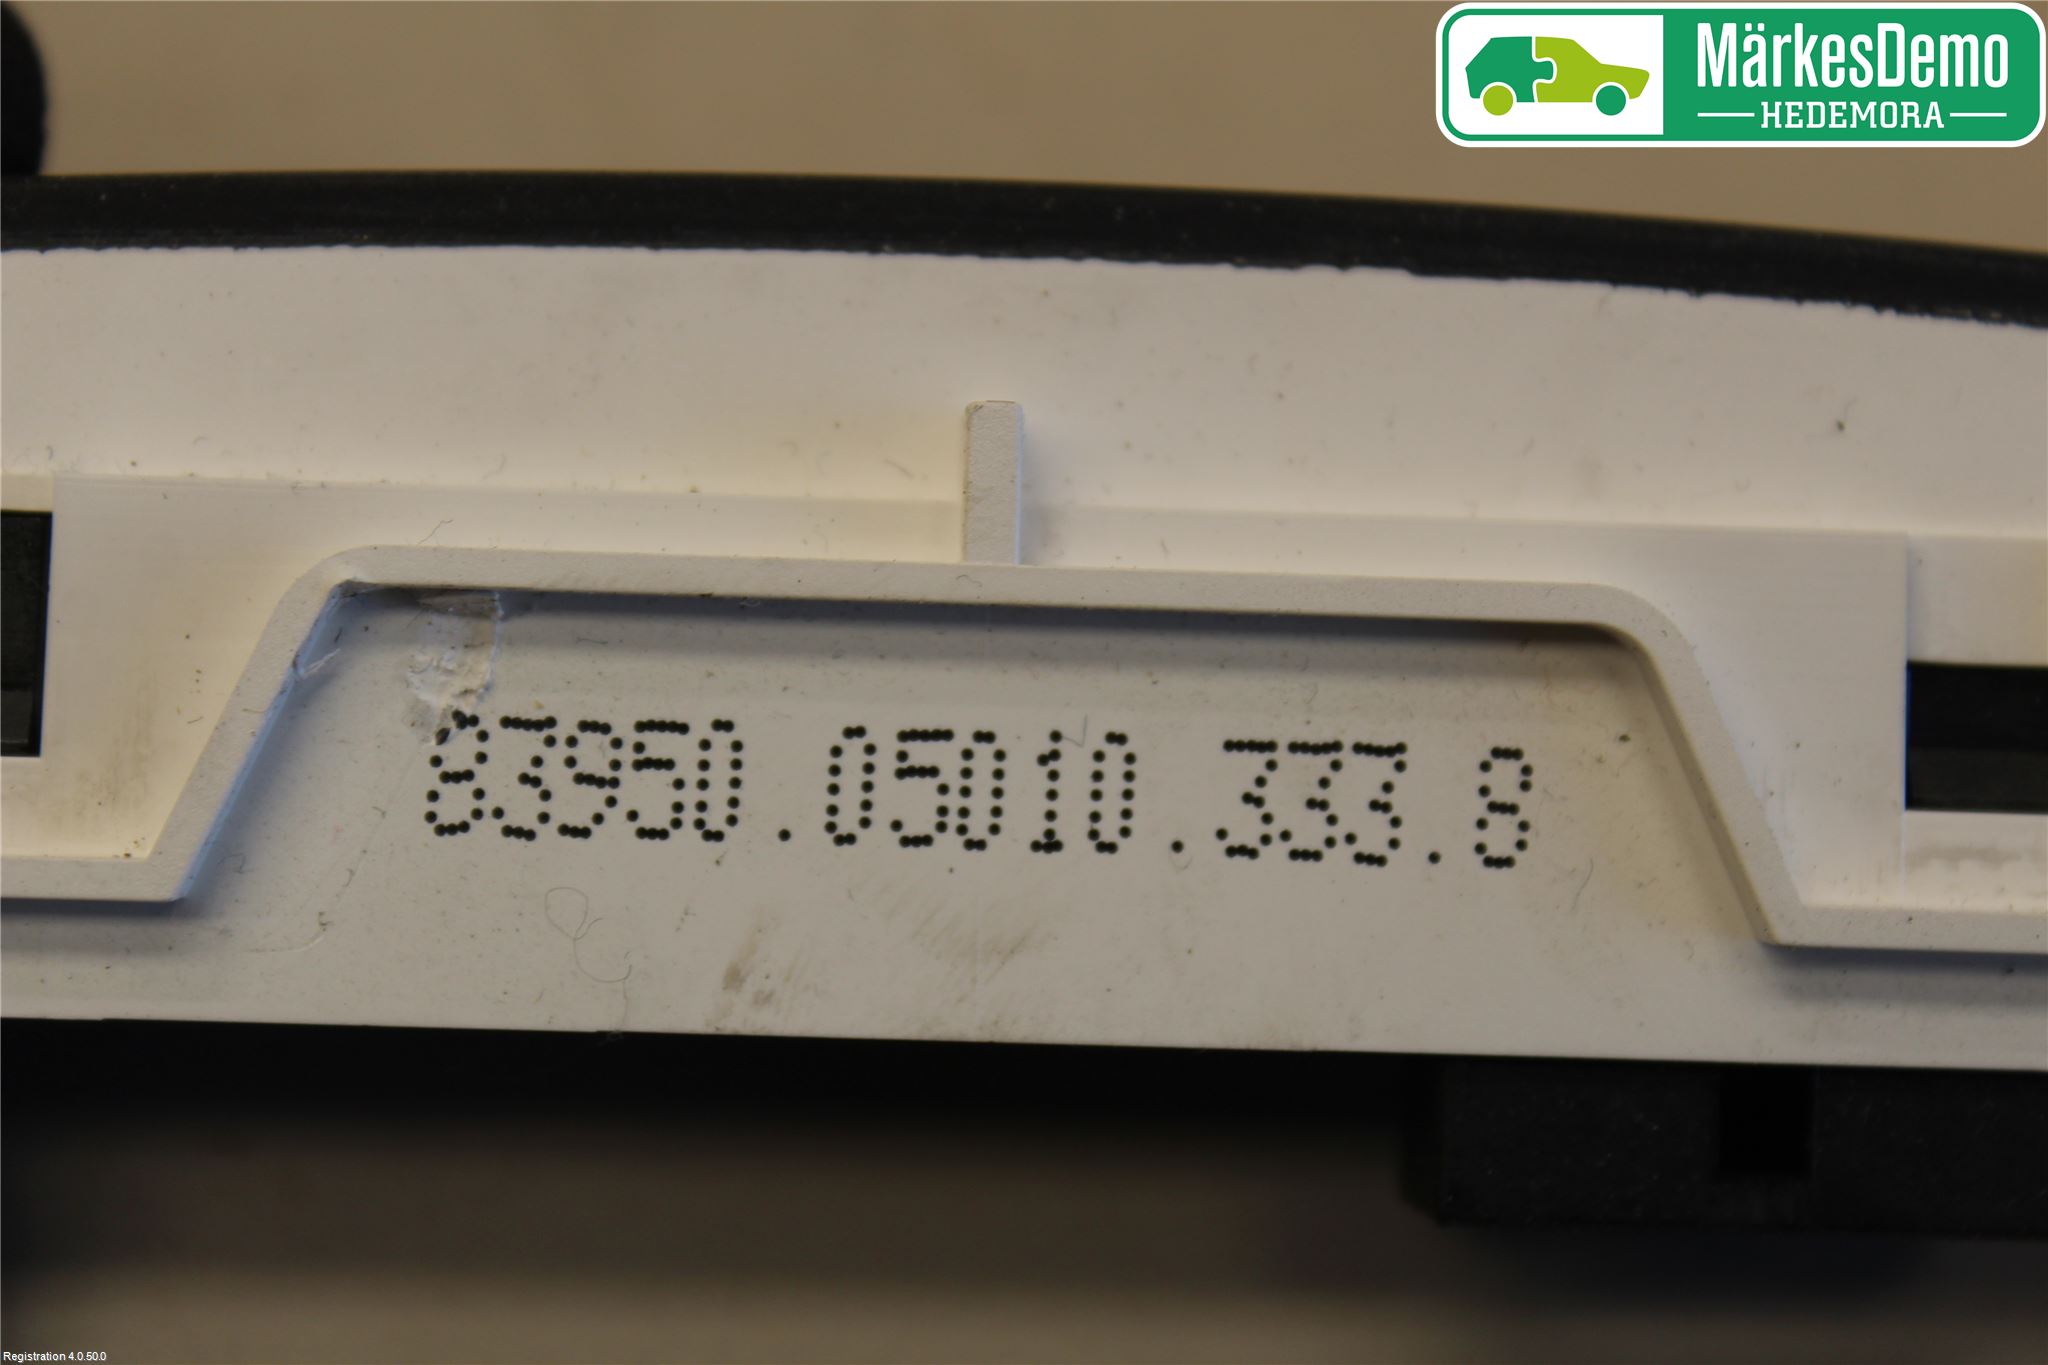 MärkesDemo
HEDEMORA
83950.05010.333.8
Registration 4.0.50.0